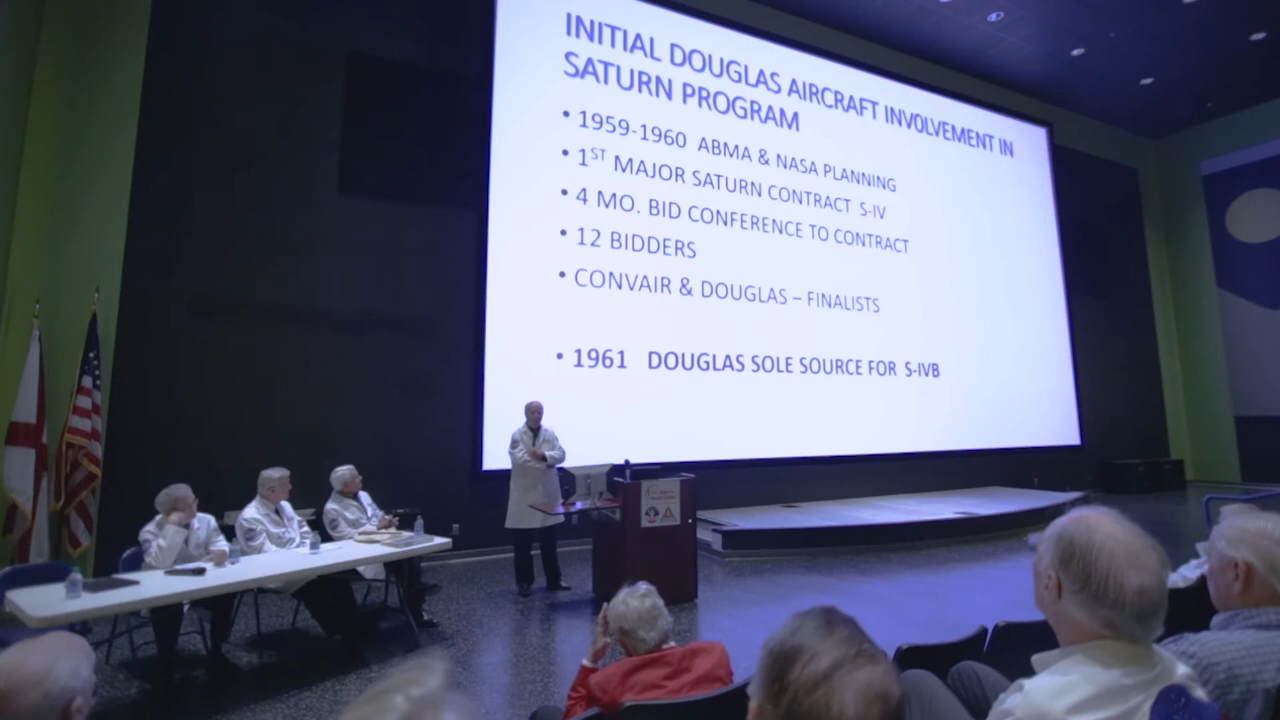 INITIAL DOUGLAS AIRCRAFT INVOLVEMENT IN
SATURN PROGRAM
• 1959-1960 ABMA & NASA PLANNING
• 1ST MAJOR SATURN CONTRACT S-IV
• 4 MO. BID CONFERENCE TO CONTRACT
• 12 BIDDERS
• CONVAIR & DOUGLAS – FINALISTS
• 1961 DOUGLAS SOLE SOURCE FOR S-IVB